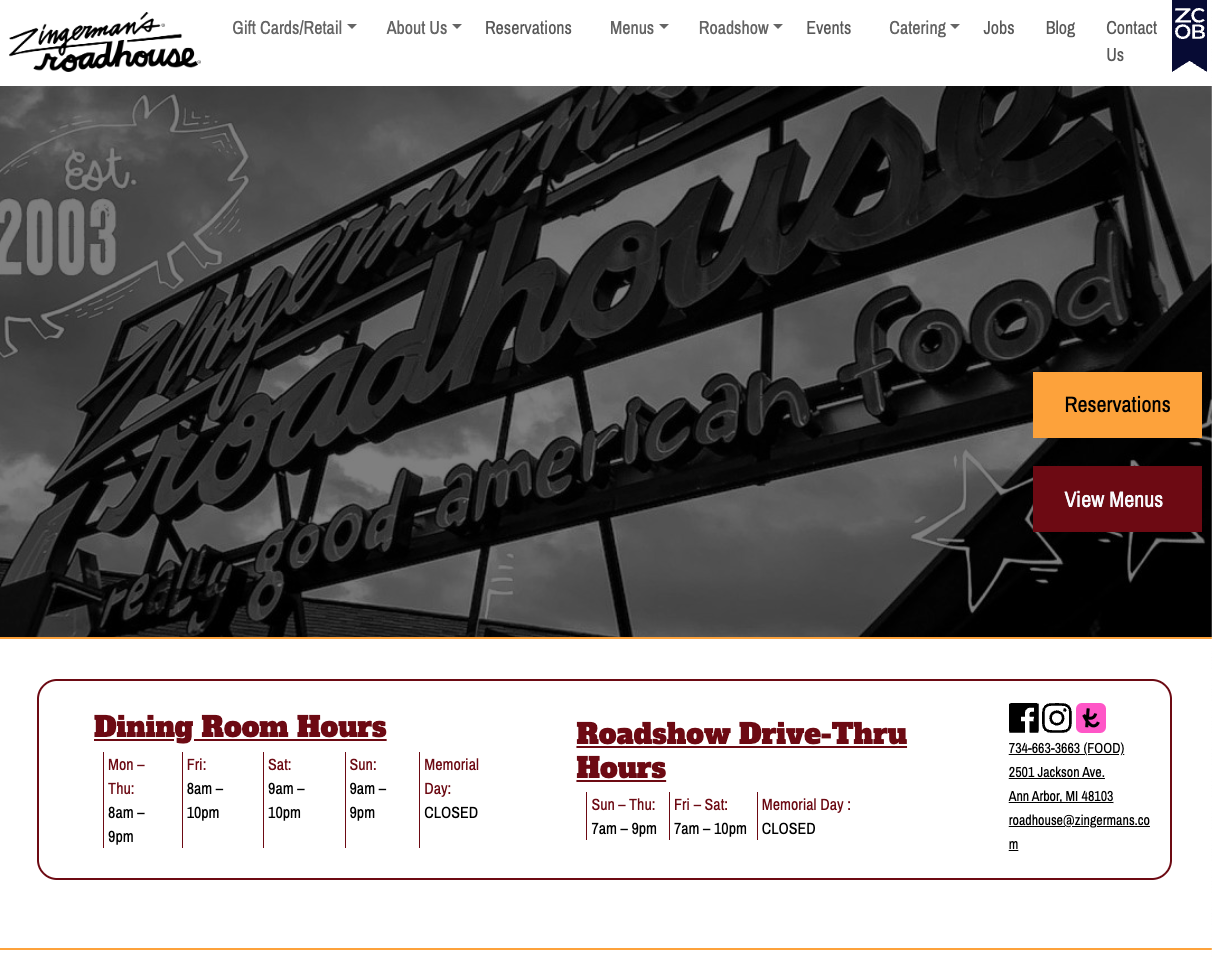 Zingerman's
roadhouse
Gift Cards/Retail
About Us
Reservations
Menus
Roadshow
Events
Catering
Jobs
Blog
Contact
Us
ZC
OB
Est.
2003
Zingerman's
roadhouse
really good american food
Reservations
View Menus
Dining Room Hours
Mon –
Thu:
8am –
9pm
Fri:
8am –
10pm
Sat:
9am –
10pm
Sun:
9am –
9pm
Memorial
Day:
CLOSED
Roadshow Drive-Thru
Hours
Sun – Thu:
7am – 9pm
Fri – Sat:
7am – 10pm
Memorial Day :
CLOSED
734-663-3663 (FOOD)
2501 Jackson Ave.
Ann Arbor, MI 48103
roadhouse@zingermans.co
m